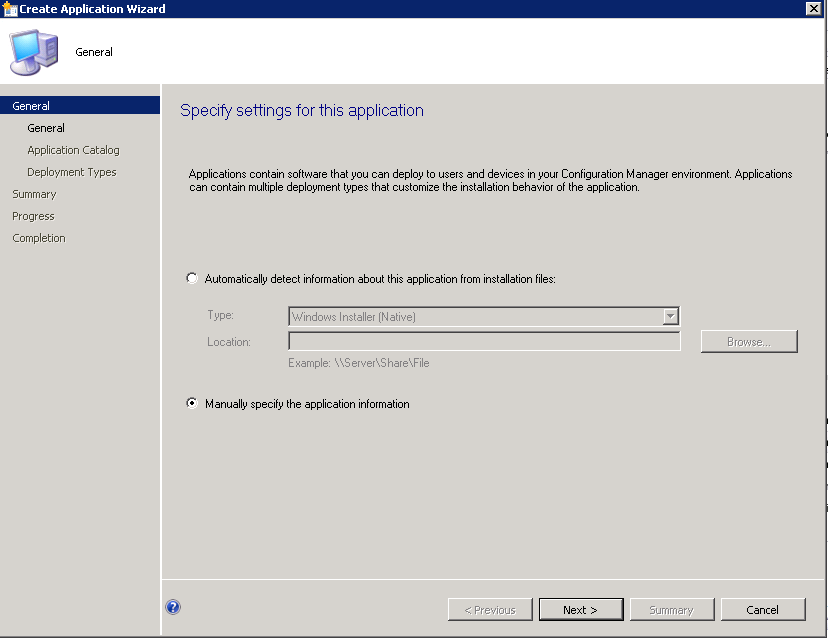 Create Application Wizard
General
General
General
Application Catalog
Deployment Types
Summary
Progress
Completion
Specify settings for this application
Applications contain software that you can deploy to users and devices in your Configuration Manager environment. Applications
can contain multiple deployment types that customize the installation behavior of the application.
Automatically detect information about this application from installation files:
Type:
Windows Installer (Native)
Location:
Browse...
Example: \\Server\Share\File
Manually specify the application information
?
< Previous
Next >
Summary
Cancel